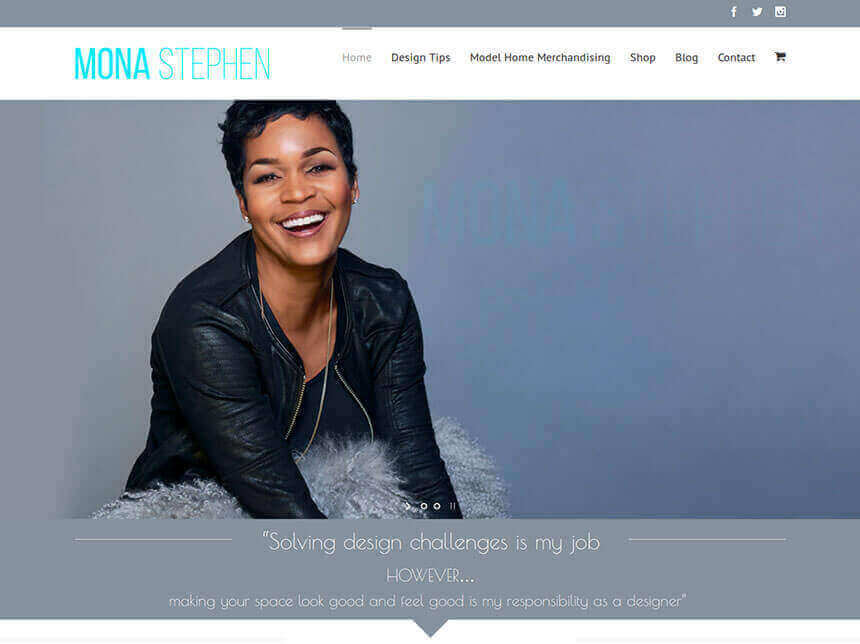 MONA STEPHEN
Home Design Tips Model Home Merchandising Shop Blog Contact
MONA
"Solving design challenges is my job
HOWEVER...
making your space look good and feel good is my responsibility as a designer"